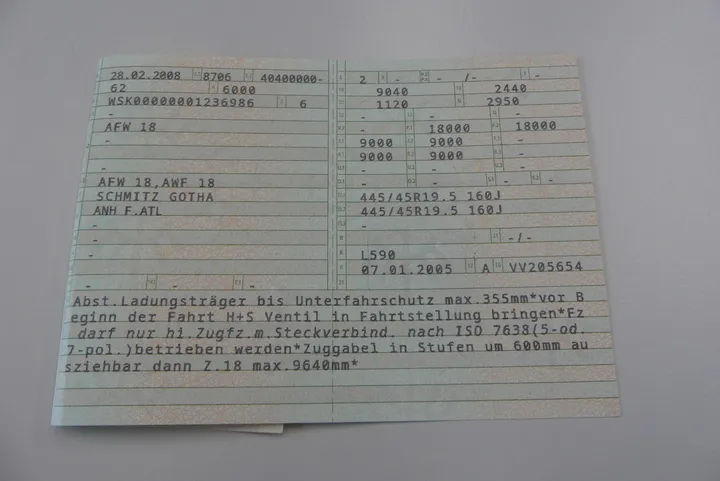 28.02.2008 8706 40400000-
62 6000
WSK00000001236986 6
-
AFW 18
-
-
AFW 18,AWF 18
SCHMITZ GOTHA
ANH F.ATL
-
-
-
- -
2 - - /- -
9040 2440
1120 2950
- - -
- 18000 18000
9000 9000
9000 9000
- -
- - - -
445/45R19.5 160J
445/45R19.5 160J
-
-/-
L590
07.01.2005 A VV205654
Abst.Ladungsträger bis Unterfahrschutz max.355mm*vor B
eginn der Fahrt H+S Ventil in Fahrtstellung bringen*Fz
darf nur hi.Zugfz.m.Steckverbind. nach ISO 7638(5-od.
7-pol.)betrieben werden*Zuggabel in Stufen um 600mm au
sziehbar dann Z.18 max.9640mm*